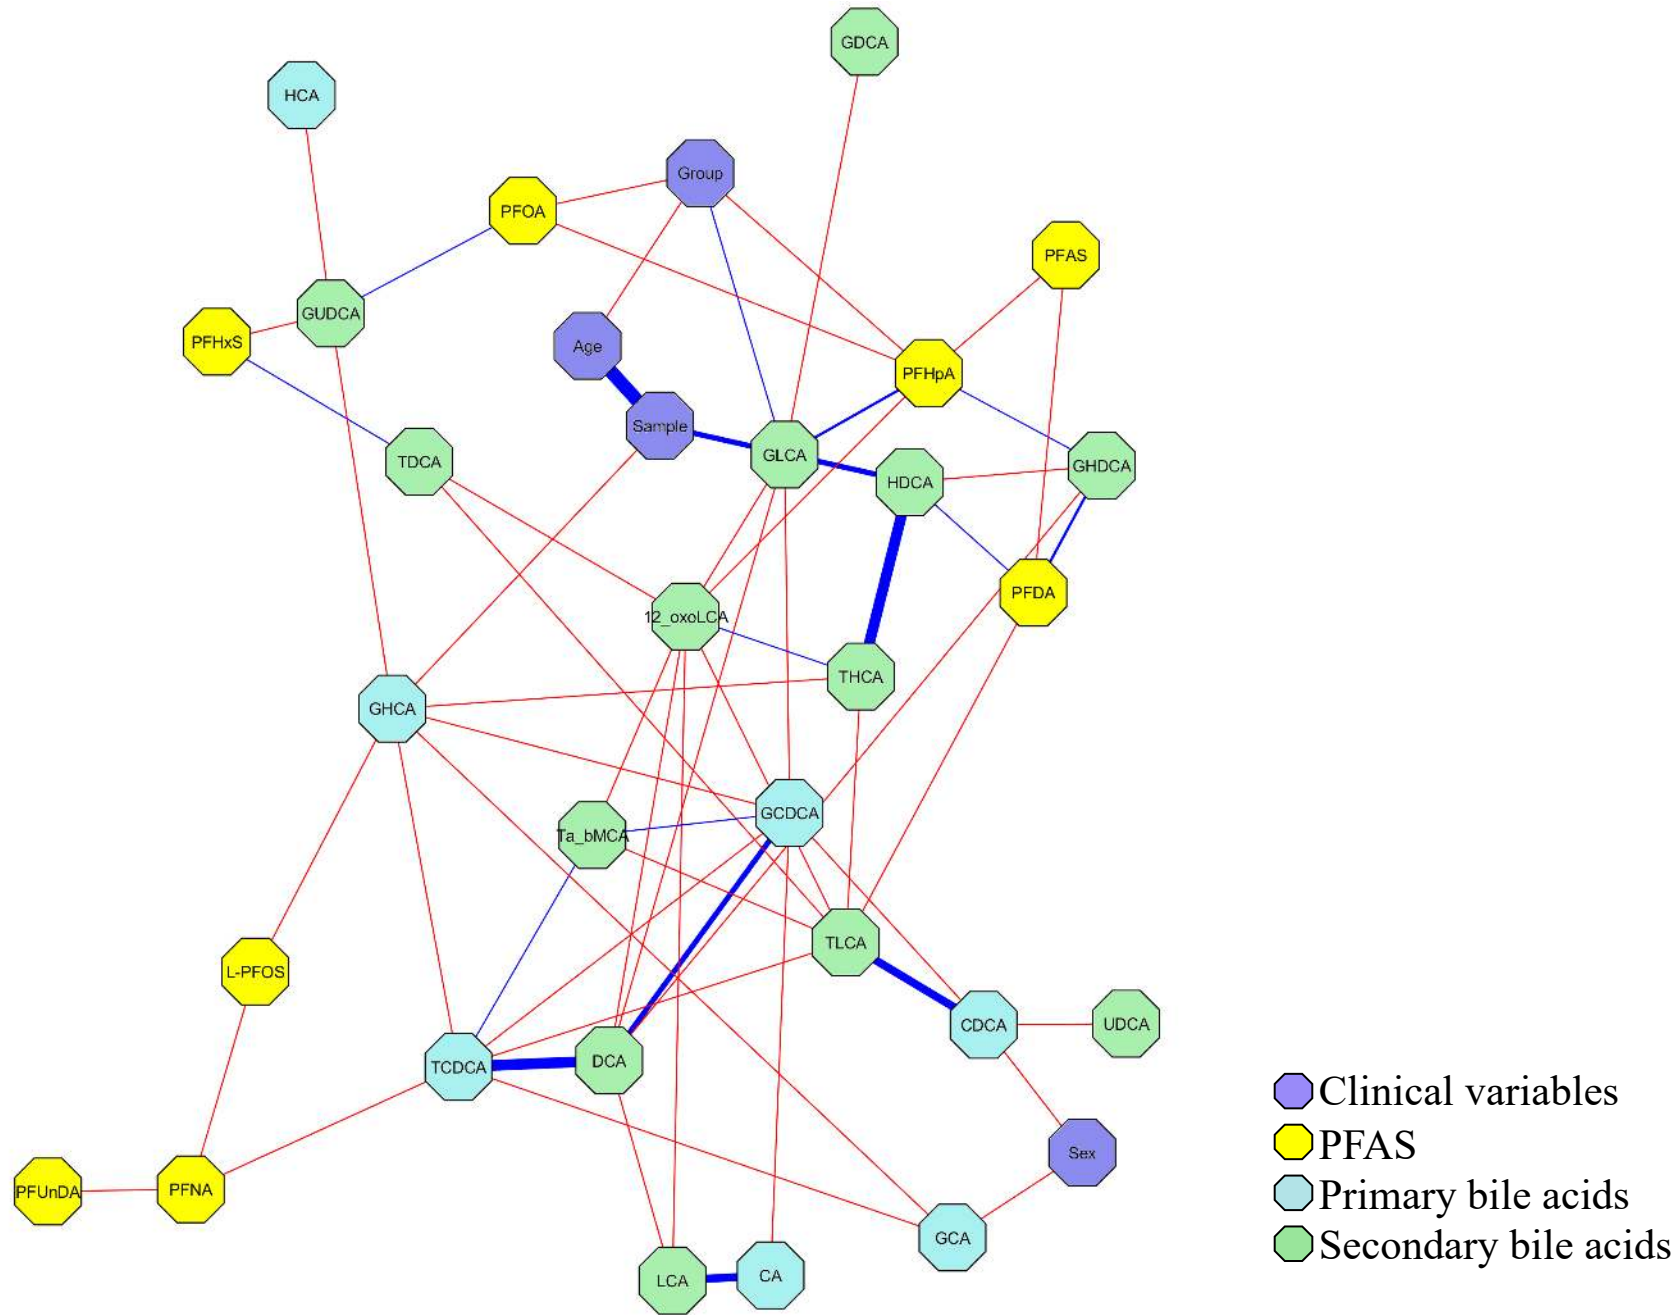 GDCA
HCA
Group
PFOA
PFAS
GUDCA
PFHxS
Age
PFHpA
Sample
GLCA
TDCA
HDCA
GHDCA
PFDA
12_oxoLCA
THCA
GHCA
GCDCA
Ta_bMCA
TLCA
L-PFOS
CDCA
UDCA
TCDCA
DCA
Sex
PFUnDA
PFNA
GCA
LCA
CA
Clinical variables
PFAS
Primary bile acids
Secondary bile acids